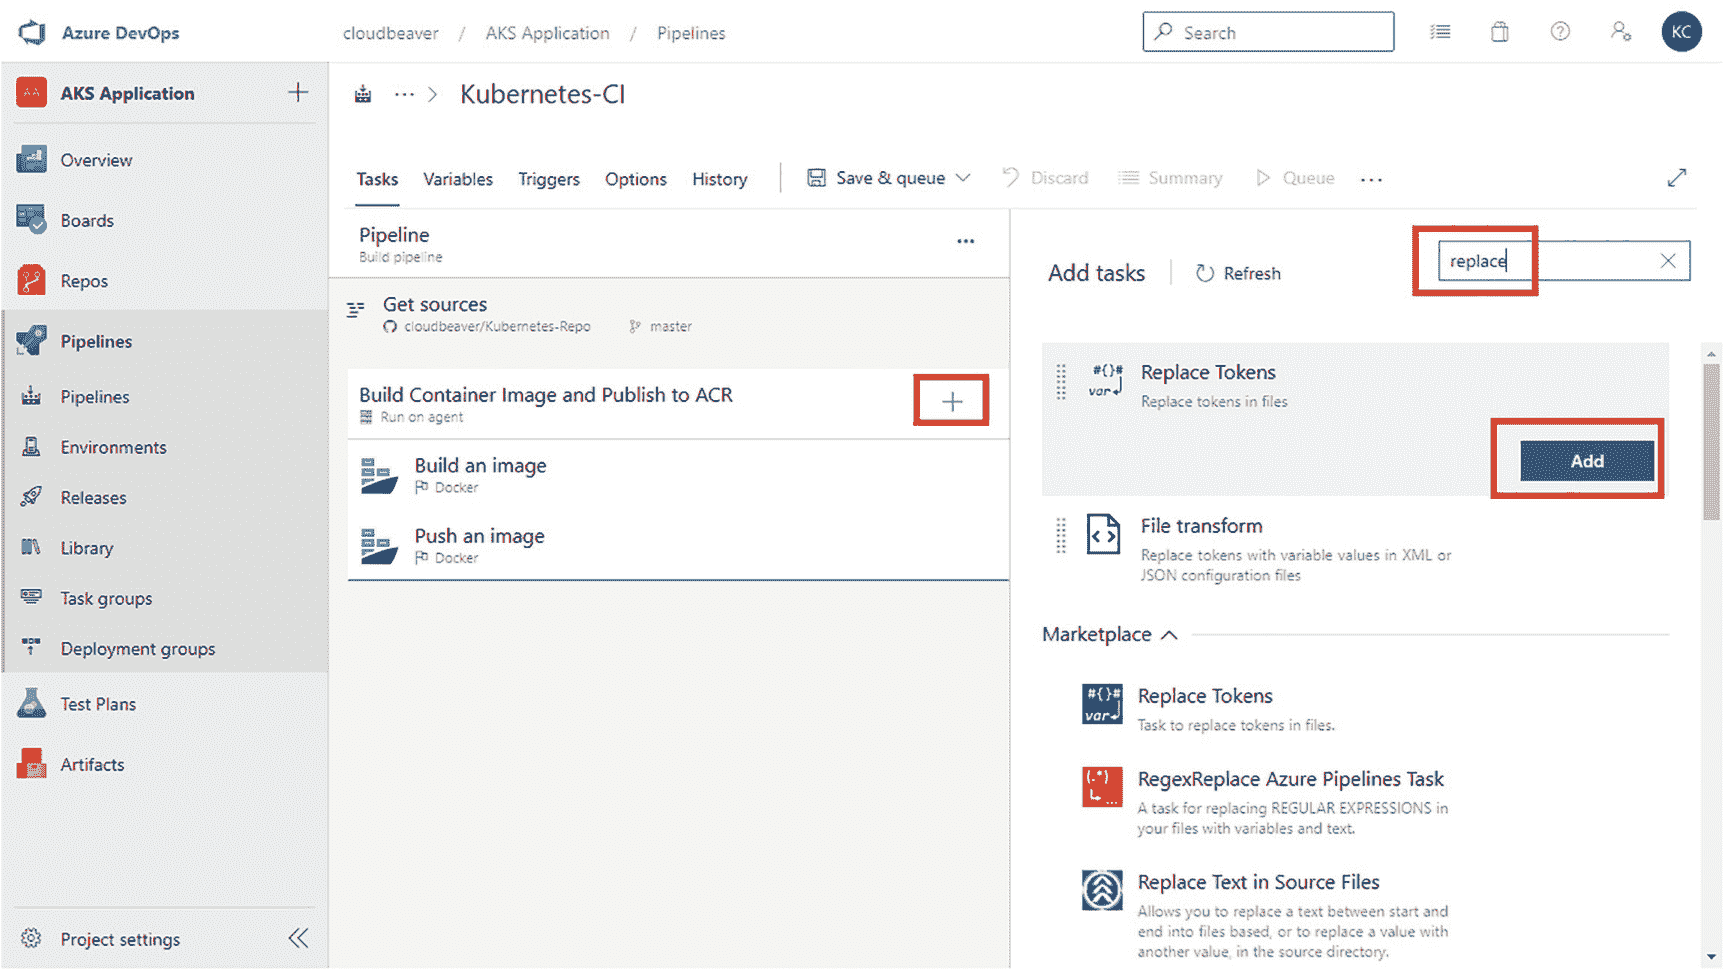 Azure DevOps
cloudbeaver / AKS Application / Pipelines
Search
KC
AKS Application
Overview
Boards
Repos
Pipelines
Pipelines
Environments
Releases
Library
Task groups
Deployment groups
Test Plans
Artifacts
Project settings
Kubernetes-CI
Tasks Variables Triggers Options History
Save & queue Discard Summary Queue
Pipeline
Build pipeline
Get sources
cloudbeaver/Kubernetes-Repo master
Build Container Image and Publish to ACR
Run on agent
Build an image
Docker
Push an image
Docker
Add tasks Refresh
replace
#{}#
var
Replace Tokens
Replace tokens in files
Add
File transform
Replace tokens with variable values in XML or
JSON configuration files
Marketplace
#{}#
var
Replace Tokens
Task to replace tokens in files.
(.*)
RegexReplace Azure Pipelines Task
A task for replacing REGULAR EXPRESSIONS in
your files with variables and text.
Replace Text in Source Files
Allows you to replace a text between start and
end into files based, or to replace a value with
another value, in the source directory.